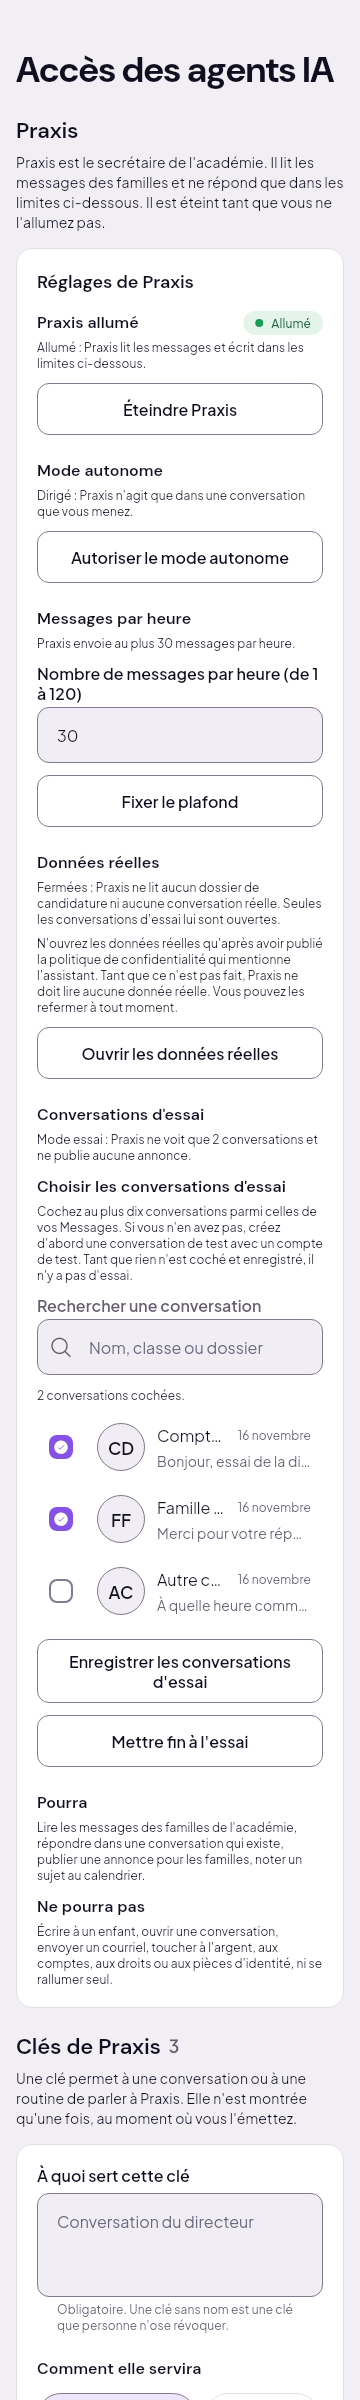 Accès des agents IA
Praxis
Praxis est le secrétaire de l'académie. Il lit les
messages des familles et ne répond que dans les
limites ci-dessous. Il est éteint tant que vous ne
l'allumez pas.
Réglages de Praxis
Praxis allumé
Allumé
Allumé : Praxis lit les messages et écrit dans les
limites ci-dessous.
Éteindre Praxis
Mode autonome
Dirigé : Praxis n'agit que dans une conversation
que vous menez.
Autoriser le mode autonome
Messages par heure
Praxis envoie au plus 30 messages par heure.
Nombre de messages par heure (de 1
à 120)
30
Fixer le plafond
Données réelles
Fermées : Praxis ne lit aucun dossier de
candidature ni aucune conversation réelle. Seules
les conversations d'essai lui sont ouvertes.
N'ouvrez les données réelles qu'après avoir publié
la politique de confidentialité qui mentionne
l'assistant. Tant que ce n'est pas fait, Praxis ne
doit lire aucune donnée réelle. Vous pouvez les
refermer à tout moment.
Ouvrir les données réelles
Conversations d'essai
Mode essai : Praxis ne voit que 2 conversations et
ne publie aucune annonce.
Choisir les conversations d'essai
Cochez au plus dix conversations parmi celles de
vos Messages. Si vous n'en avez pas, créez
d'abord une conversation de test avec un compte
de test. Tant que rien n'est coché et enregistré, il
n'y a pas d'essai.
Rechercher une conversation
Nom, classe ou dossier
2 conversations cochées.
CD
Compt... 16 novembre
Bonjour, essai de la di...
FF
Famille ... 16 novembre
Merci pour votre rép...
AC
Autre c... 16 novembre
À quelle heure comm...
Enregistrer les conversations
d'essai
Mettre fin à l'essai
Pourra
Lire les messages des familles de l'académie,
répondre dans une conversation qui existe,
publier une annonce pour les familles, noter un
sujet au calendrier.
Ne pourra pas
Écrire à un enfant, ouvrir une conversation,
envoyer un courriel, toucher à l'argent, aux
comptes, aux droits ou aux pièces d'identité, ni se
rallumer seul.
Clés de Praxis 3
Une clé permet à une conversation ou à une
routine de parler à Praxis. Elle n'est montrée
qu'une fois, au moment où vous l'émettez.
À quoi sert cette clé
Conversation du directeur
Obligatoire. Une clé sans nom est une clé
que personne n'ose révoquer.
Comment elle servira